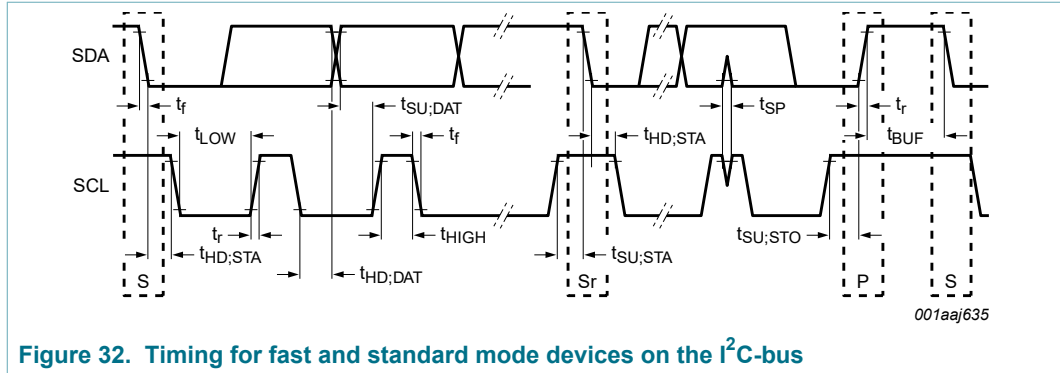 SDA
t_f
t_SU;DAT
t_SP
t_r
t_LOW
t_f
t_HD;STA
t_BUF
SCL
t_r
t_HIGH
t_SU;STO
t_HD;STA
t_SU;STA
t_HD;DAT
S
Sr
P
S
001aaj635
Figure 32. Timing for fast and standard mode devices on the I²C-bus